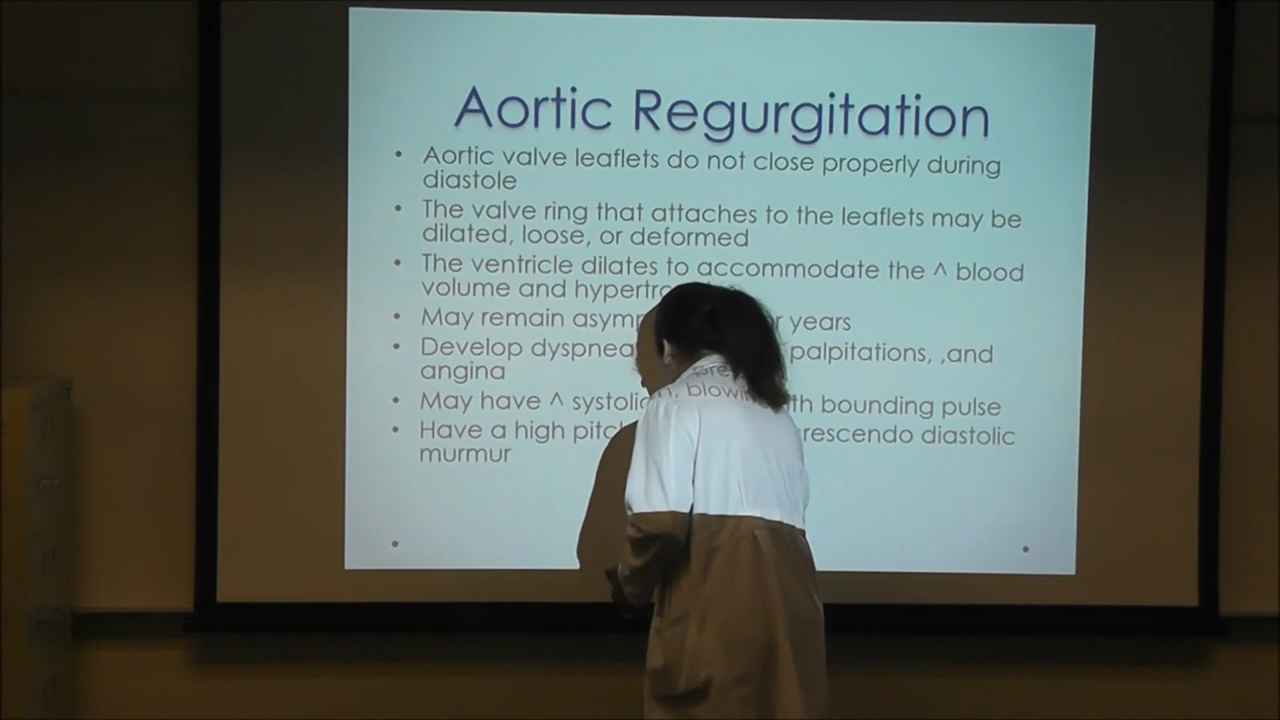 Aortic Regurgitation
• Aortic valve leaflets do not close properly during
diastole
• The valve ring that attaches to the leaflets may be
dilated, loose, or deformed
• The ventricle dilates to accommodate the ^ blood
volume and
• May remain years
• Develop dyspnea palpitations, ,and
angina
• May have ^ systolic bounding pulse
• Have a high diastolic
murmur